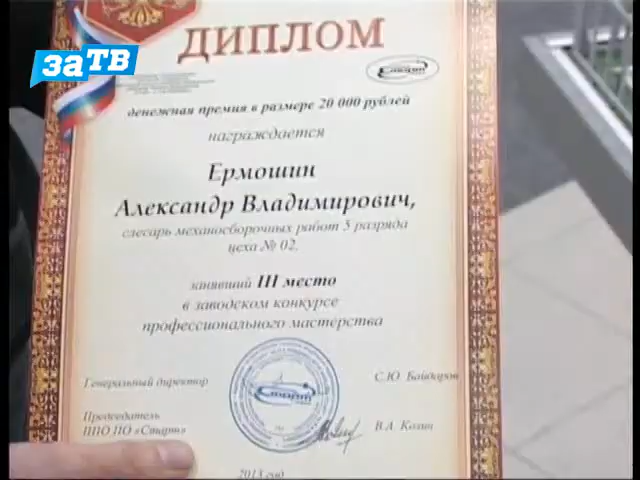 заТВ
ДИПЛОМ
денежная премия в размере 20 000 рублей
награждается
Ермошин
Александр Владимирович,
слесарь механосборочных работ 5 разряда
цеха № 02,
занявший III место
в заводском конкурсе
профессионального мастерства
Генеральный директор С.Ю. Байдаров
Председатель
ППО ПО «Старт» В.А. Козин
2013 год